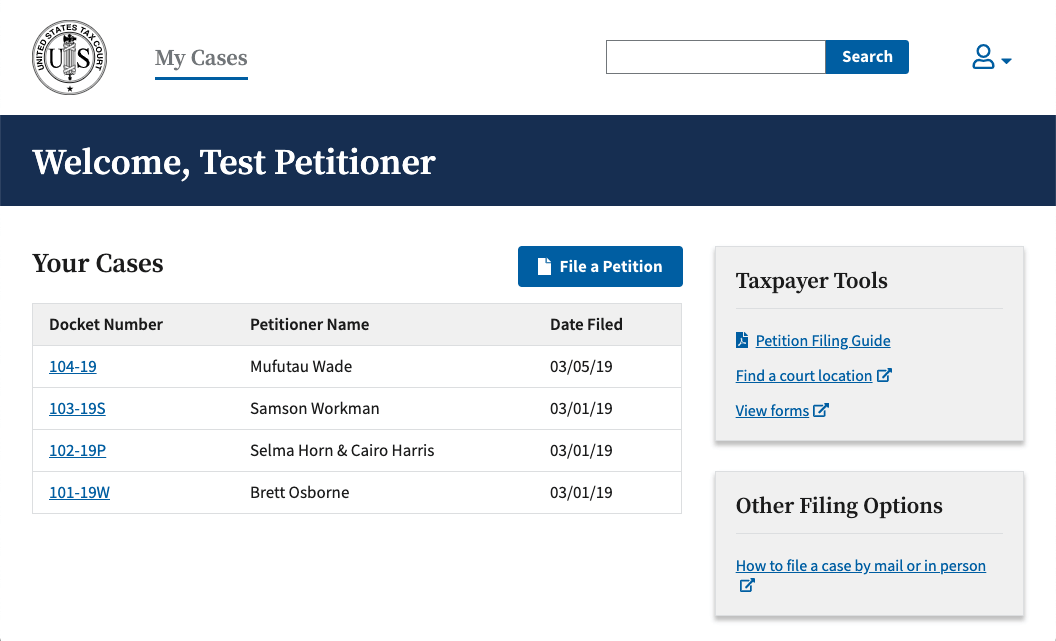 UNITED STATES TAX COURT
US
My Cases
Search
Welcome, Test Petitioner
Your Cases
File a Petition
Docket Number Petitioner Name Date Filed
104-19 Mufutau Wade 03/05/19
103-19S Samson Workman 03/01/19
102-19P Selma Horn & Cairo Harris 03/01/19
101-19W Brett Osborne 03/01/19
Taxpayer Tools
Petition Filing Guide
Find a court location
View forms
Other Filing Options
How to file a case by mail or in person